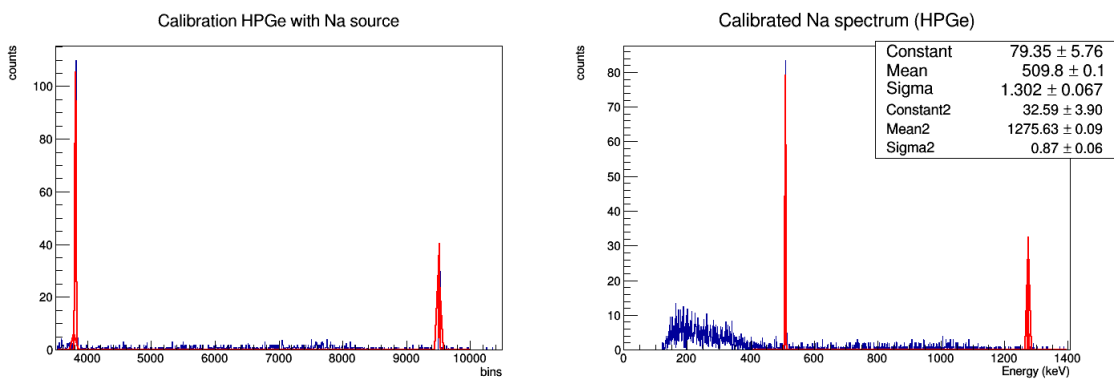 Calibration HPGe with Na source
counts
100
80
60
40
20
0
4000 5000 6000 7000 8000 9000 10000
bins
Calibrated Na spectrum (HPGe)
counts
80
70
60
50
40
30
20
10
0
0 200 400 600 800 1000 1200 1400
Energy (keV)
Constant 79.35 ± 5.76
Mean 509.8 ± 0.1
Sigma 1.302 ± 0.067
Constant2 32.59 ± 3.90
Mean2 1275.63 ± 0.09
Sigma2 0.87 ± 0.06